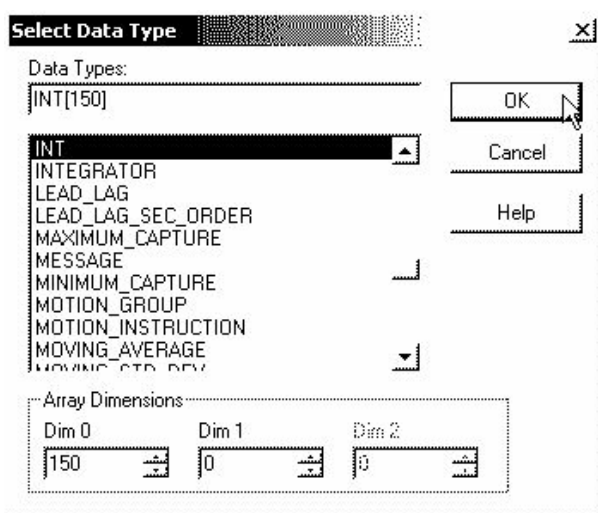 Select Data Type
Data Types:
INT[150]
OK
INT
INTEGRATOR
LEAD_LAG
LEAD_LAG_SEC_ORDER
MAXIMUM_CAPTURE
MESSAGE
MINIMUM_CAPTURE
MOTION_GROUP
MOTION_INSTRUCTION
MOVING_AVERAGE
MOVING_STD_DEV
Cancel
Help
Array Dimensions
Dim 0 Dim 1 Dim 2
150 0 0